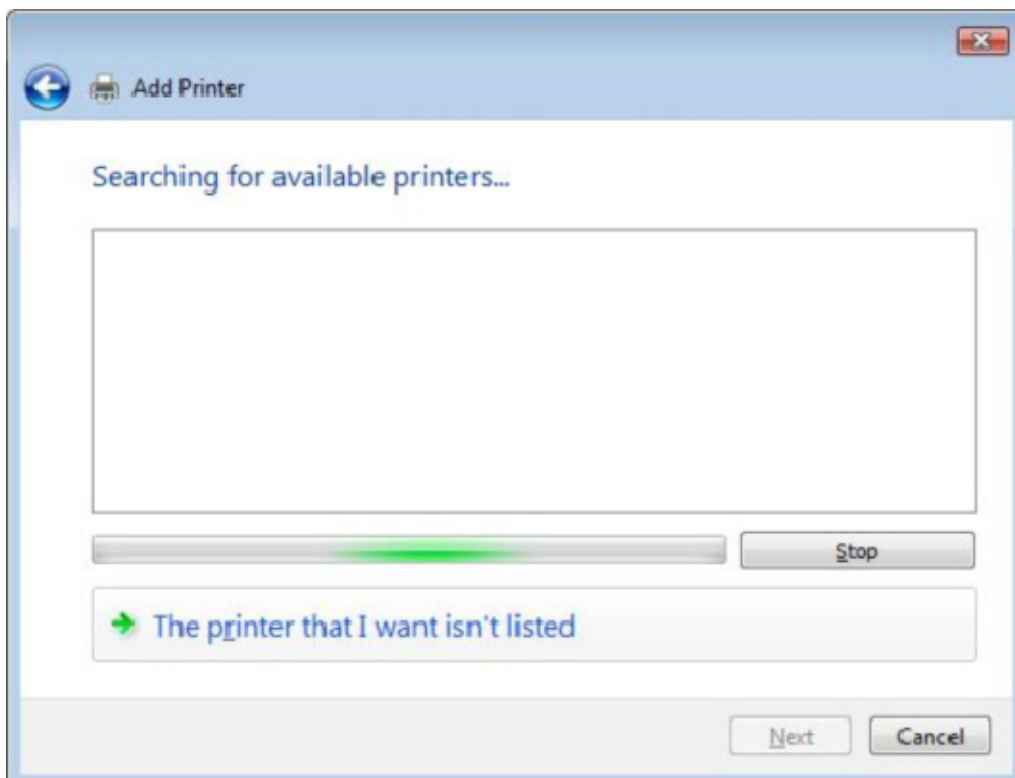 Add Printer
Searching for available printers...
Stop
The printer that I want isn't listed
Next
Cancel